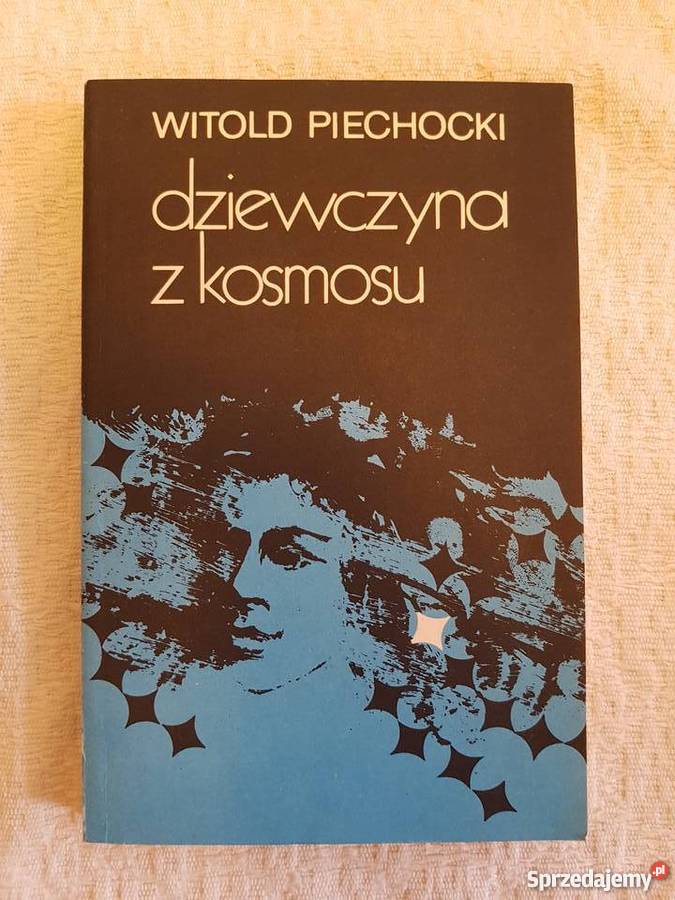 WITOLD PIECHOCKI
dziewczyna
z kosmosu
Sprzedajemy.pl